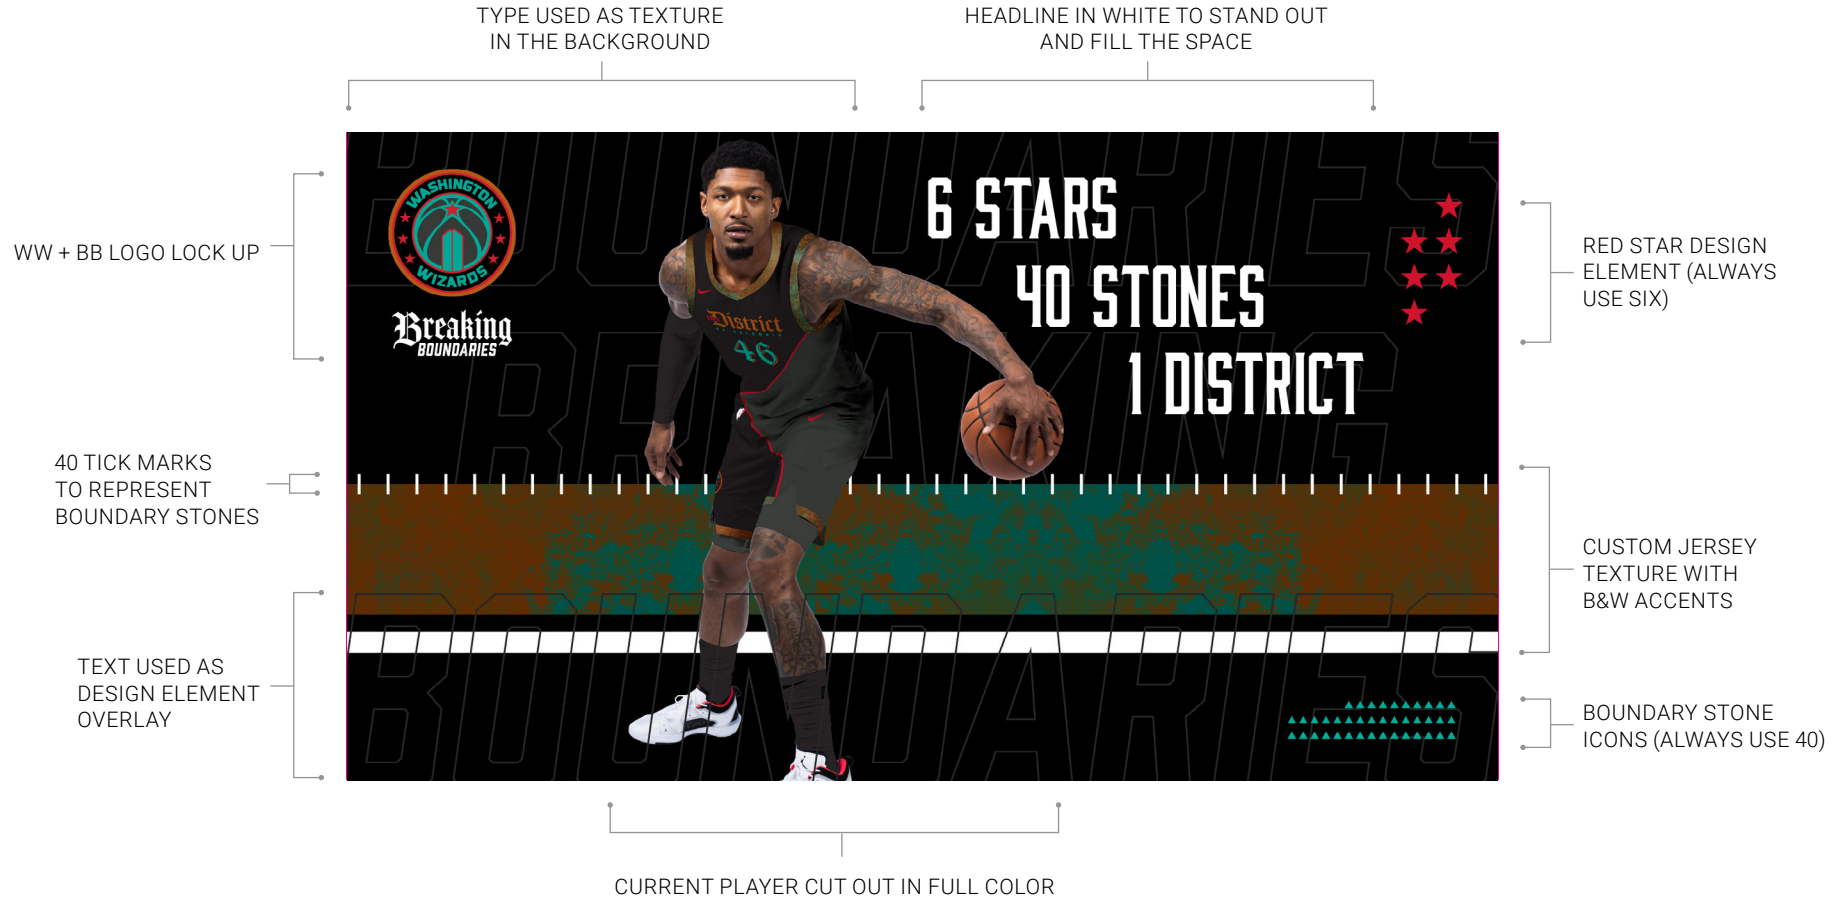 TYPE USED AS TEXTURE
IN THE BACKGROUND
HEADLINE IN WHITE TO STAND OUT
AND FILL THE SPACE
WW + BB LOGO LOCK UP
WASHINGTON
WIZARDS
Breaking
BOUNDARIES
BOUNDARIES
BREAKING
BOUNDARIES
District
46
6 STARS
40 STONES
1 DISTRICT
RED STAR DESIGN
ELEMENT (ALWAYS
USE SIX)
40 TICK MARKS
TO REPRESENT
BOUNDARY STONES
CUSTOM JERSEY
TEXTURE WITH
B&W ACCENTS
TEXT USED AS
DESIGN ELEMENT
OVERLAY
BOUNDARY STONE
ICONS (ALWAYS USE 40)
CURRENT PLAYER CUT OUT IN FULL COLOR